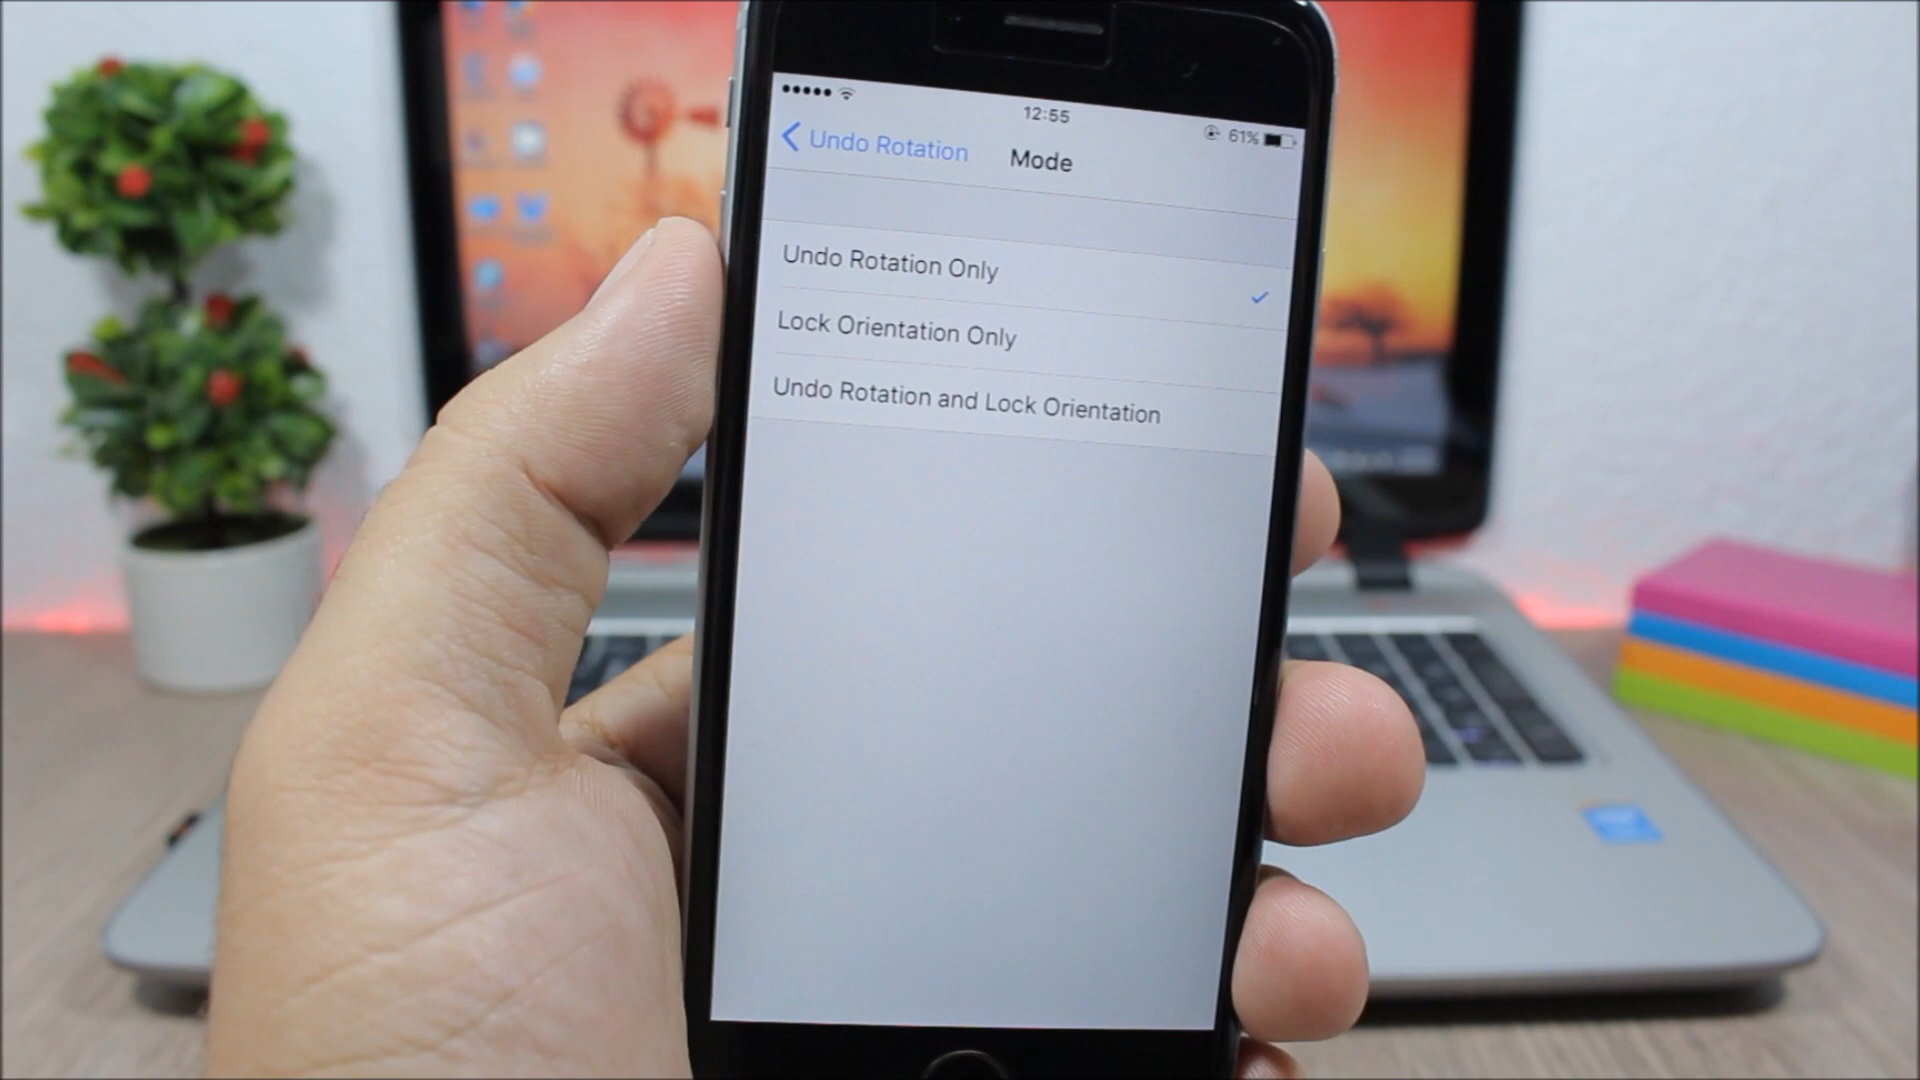 12:55
61%
Undo Rotation
Mode
Undo Rotation Only
Lock Orientation Only
Undo Rotation and Lock Orientation